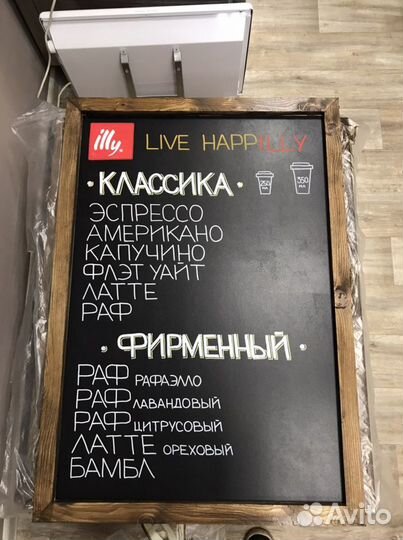 illy. LIVE HAPPILLY
• КЛАССИКА •
250 МЛ 350 МЛ
ЭСПРЕССО
АМЕРИКАНО
КАПУЧИНО
ФЛЭТ УАЙТ
ЛАТТЕ
РАФ
• ФИРМЕННЫЙ •
РАФ РАФАЭЛЛО
РАФ ЛАВАНДОВЫЙ
РАФ ЦИТРУСОВЫЙ
ЛАТТЕ ОРЕХОВЫЙ
БАМБЛ
Avito